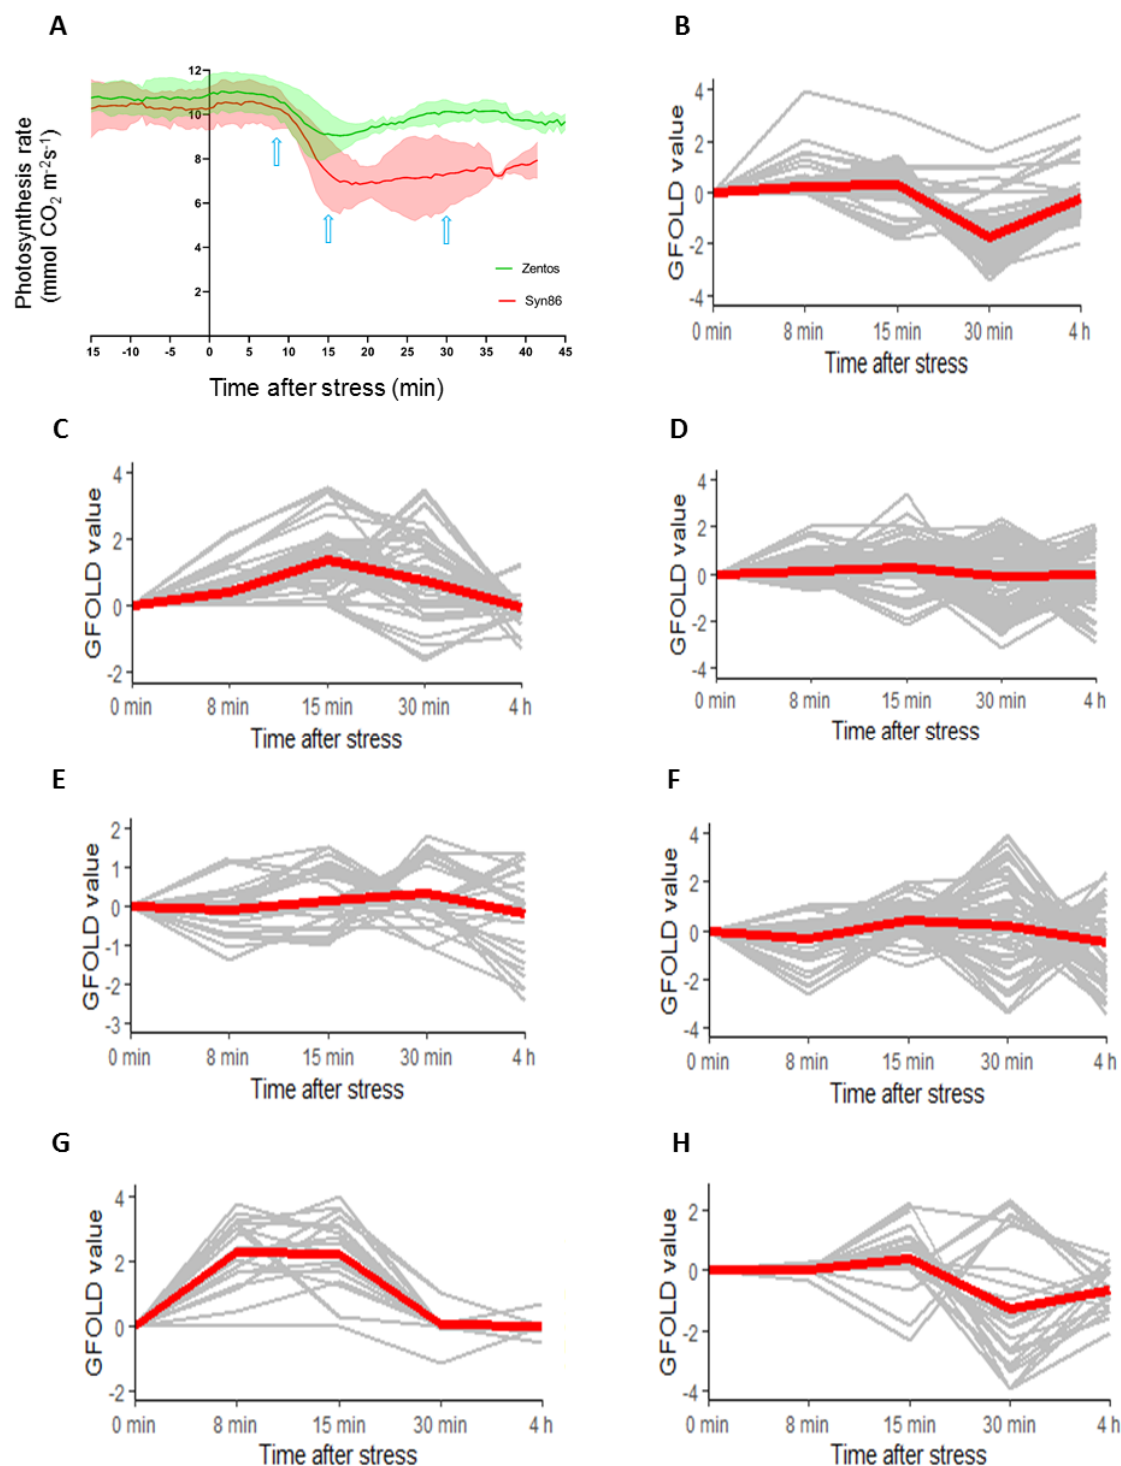 A
Photosynthesis rate
(mmol CO2 m-2s-1)
12
10
8
6
4
2
15 -10 -5 0 5 10 15 20 25 30 35 40 45
Time after stress (min)
Zentos
Syn86
B
GFOLD value
4
2
0
-2
-4
0 min 8 min 15 min 30 min 4 h
Time after stress
C
GFOLD value
4
2
0
-2
0 min 8 min 15 min 30 min 4 h
Time after stress
D
GFOLD value
4
2
0
-2
-4
0 min 8 min 15 min 30 min 4 h
Time after stress
E
GFOLD value
2
1
0
-1
-2
-3
0 min 8 min 15 min 30 min 4 h
Time after stress
F
GFOLD value
4
2
0
-2
-4
0 min 8 min 15 min 30 min 4 h
Time after stress
G
GFOLD value
4
2
0
-2
0 min 8 min 15 min 30 min 4 h
Time after stress
H
GFOLD value
2
0
-2
-4
0 min 8 min 15 min 30 min 4 h
Time after stress